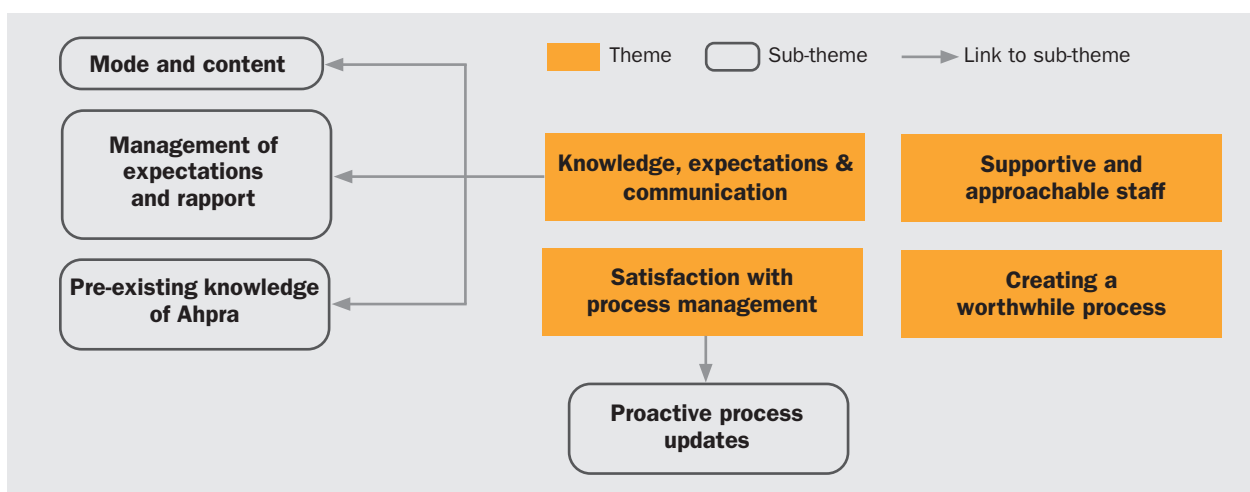 Mode and content
Theme
Sub-theme
Link to sub-theme
Management of
expectations
and rapport
Knowledge, expectations &
communication
Supportive and
approachable staff
Pre-existing knowledge
of Ahpra
Satisfaction with
process management
Creating a
worthwhile process
Proactive process
updates